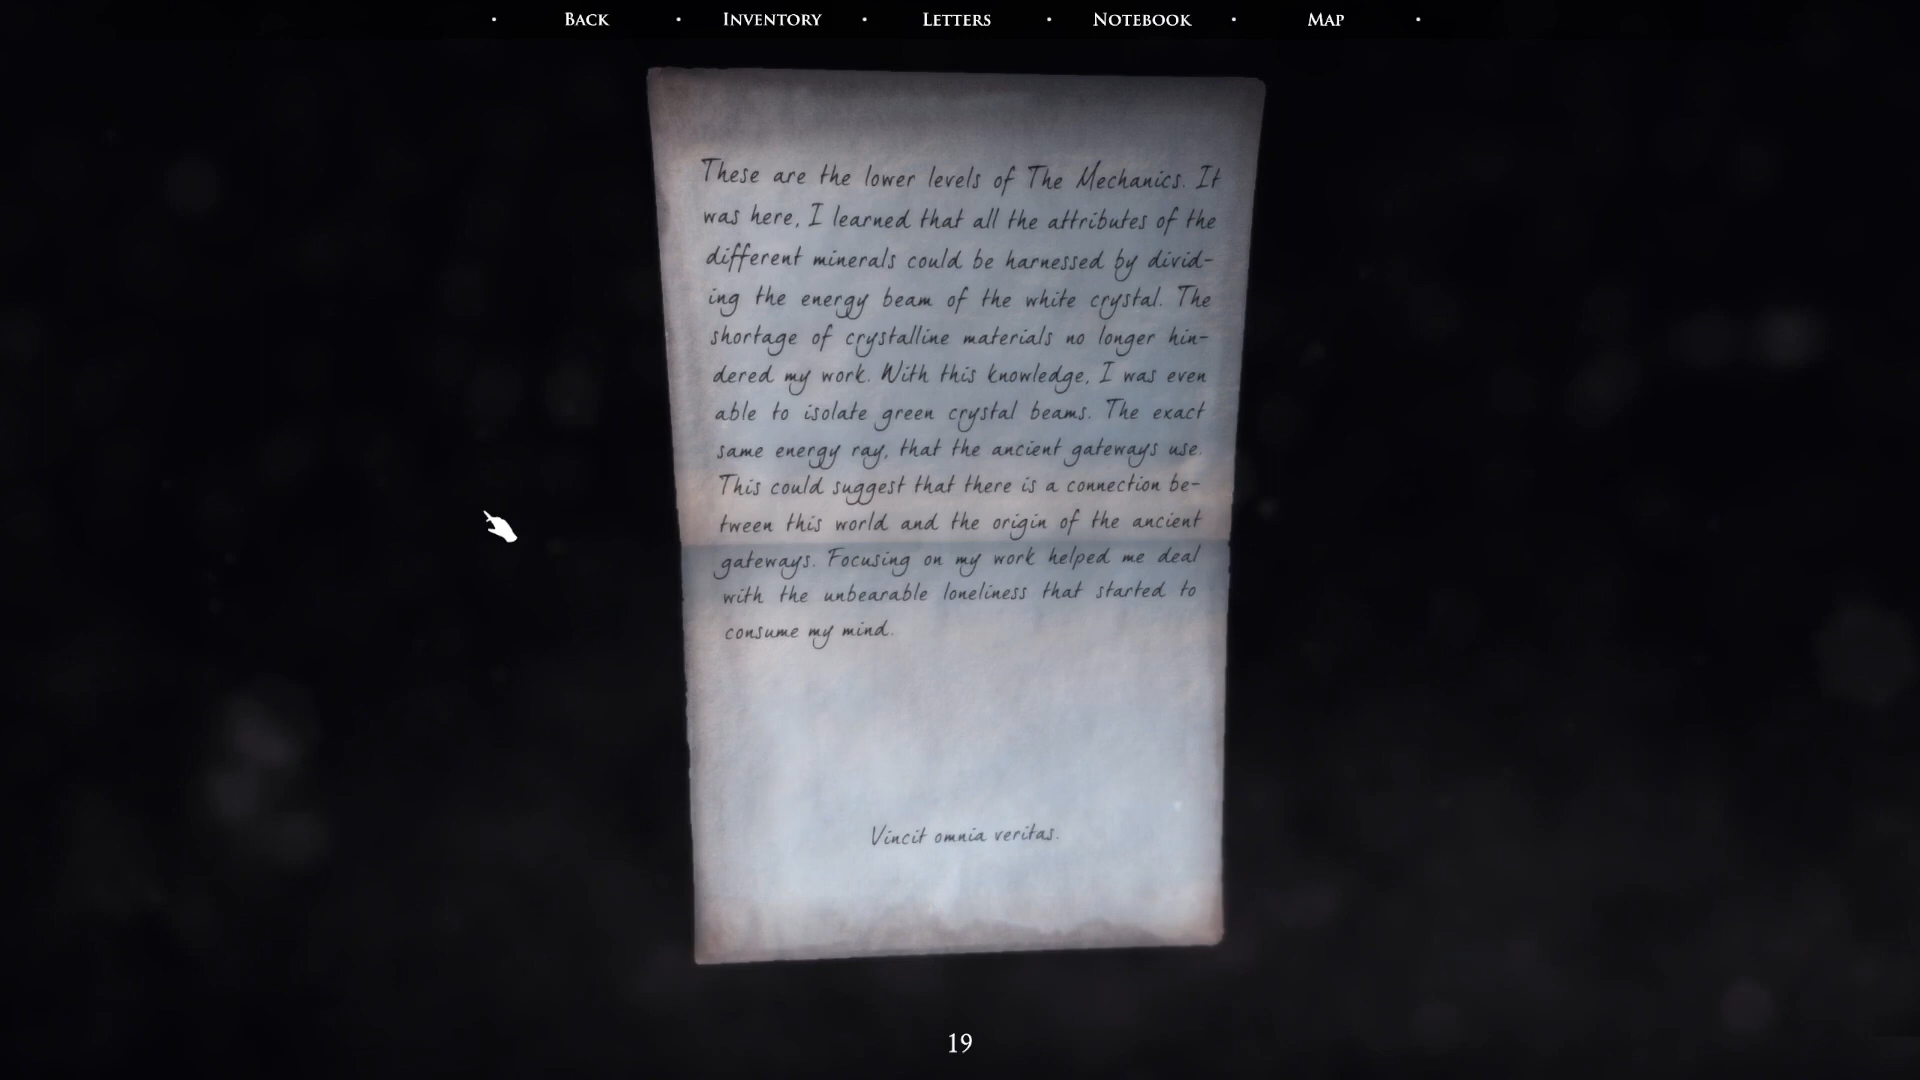 Back Inventory Letters Notebook Map
These are the lower levels of The Mechanics. It
was here, I learned that all the attributes of the
different minerals could be harnessed by divid-
ing the energy beam of the white crystal. The
shortage of crystalline materials no longer hin-
dered my work. With this knowledge, I was even
able to isolate green crystal beams. The exact
same energy ray, that the ancient gateways use.
This could suggest that there is a connection be-
tween this world and the origin of the ancient
gateways. Focusing on my work helped me deal
with the unbearable loneliness that started to
consume my mind.
Vincit omnia veritas.
19